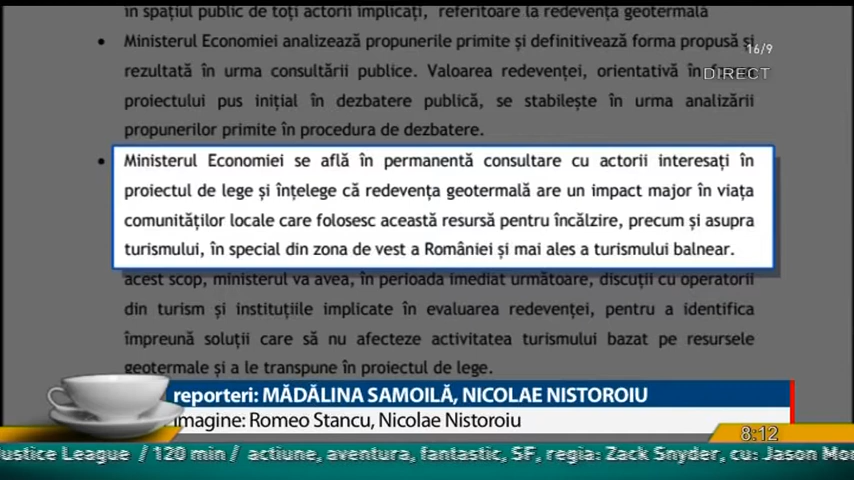 în spațiul public de toți actorii implicați, referitoare la redevența geotermală
• Ministerul Economiei analizează propunerile primite și definitivează forma propusă și
16/9
rezultată în urma consultării publice. Valoarea redevenței, orientativă în
DIRECT
proiectului pus inițial în dezbatere publică, se stabilește în urma analizării
propunerilor primite în procedura de dezbatere.
• Ministerul Economiei se află în permanentă consultare cu actorii interesați în
proiectul de lege și înțelege că redevența geotermală are un impact major în viața
comunităților locale care folosesc această resursă pentru încălzire, precum și asupra
turismului, în special din zona de vest a României și mai ales a turismului balnear.
acest scop, ministerul va avea, în perioada imediat următoare, discuții cu operatorii
din turism și instituțiile implicate în evaluarea redevenței, pentru a identifica
împreună soluții care să nu afecteze activitatea turismului bazat pe resursele
geotermale și a le transpune în proiectul de lege.
reporteri: MĂDĂLINA SAMOILĂ, NICOLAE NISTOROIU
imagine: Romeo Stancu, Nicolae Nistoroiu
8:12
ustice League / 120 min / acţiune, aventura, fantastic, SF, regia: Zack Snyder, cu: Jason Mo